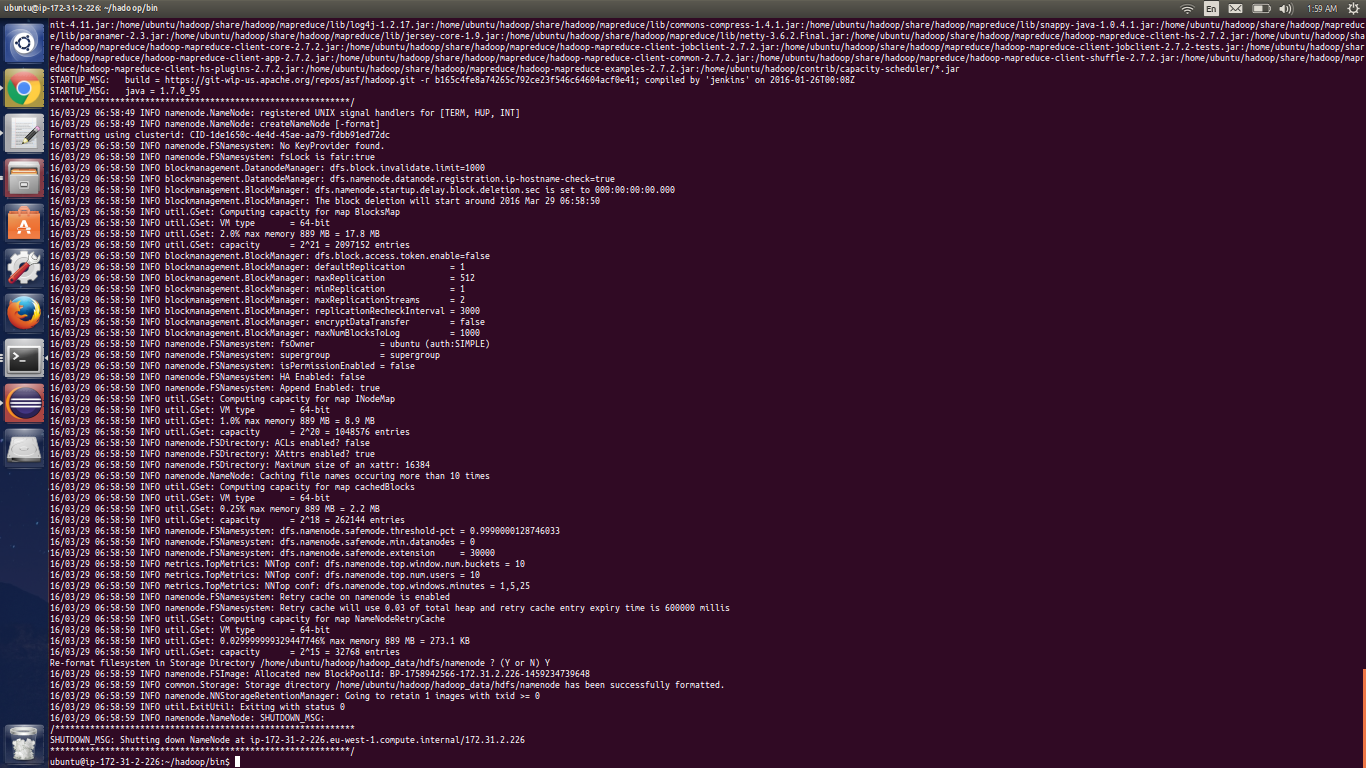 ubuntu@ip-172-31-2-226: ~/hadoop/bin
En
1:59 AM
nit-4.11.jar:/home/ubuntu/hadoop/share/hadoop/mapreduce/lib/log4j-1.2.17.jar:/home/ubuntu/hadoop/share/hadoop/mapreduce/lib/commons-compress-1.4.1.jar:/home/ubuntu/hadoop/share/hadoop/mapreduce/lib/snappy-java-1.0.4.1.jar:/home/ubuntu/hadoop/share/hadoop/mapreduc
e/lib/paranamer-2.3.jar:/home/ubuntu/hadoop/share/hadoop/mapreduce/lib/jersey-core-1.9.jar:/home/ubuntu/hadoop/share/hadoop/mapreduce/lib/netty-3.6.2.Final.jar:/home/ubuntu/hadoop/share/hadoop/mapreduce/hadoop-mapreduce-client-hs-2.7.2.jar:/home/ubuntu/hadoop/sha
re/hadoop/mapreduce/hadoop-mapreduce-client-core-2.7.2.jar:/home/ubuntu/hadoop/share/hadoop/mapreduce/hadoop-mapreduce-client-jobclient-2.7.2.jar:/home/ubuntu/hadoop/share/hadoop/mapreduce/hadoop-mapreduce-client-jobclient-2.7.2-tests.jar:/home/ubuntu/hadoop/share
/hadoop/mapreduce/hadoop-mapreduce-client-app-2.7.2.jar:/home/ubuntu/hadoop/share/hadoop/mapreduce/hadoop-mapreduce-client-common-2.7.2.jar:/home/ubuntu/hadoop/share/hadoop/mapreduce/hadoop-mapreduce-client-shuffle-2.7.2.jar:/home/ubuntu/hadoop/share/hadoop/mapr
educe/hadoop-mapreduce-client-hs-plugins-2.7.2.jar:/home/ubuntu/hadoop/share/hadoop/mapreduce/hadoop-mapreduce-examples-2.7.2.jar:/home/ubuntu/hadoop/contrib/capacity-scheduler/*.jar
STARTUP_MSG:   build = https://git-wip-us.apache.org/repos/asf/hadoop.git -r b165c4fe8a74265c792ce23f546c64604acf0e41; compiled by 'jenkins' on 2016-01-26T00:08Z
STARTUP_MSG:   java = 1.7.0_95
************************************************************/
16/03/29 06:58:49 INFO namenode.NameNode: registered UNIX signal handlers for [TERM, HUP, INT]
16/03/29 06:58:49 INFO namenode.NameNode: createNameNode [-format]
Formatting using clusterid: CID-1de1650c-4e4d-45ae-aa79-fdbb91ed72dc
16/03/29 06:58:50 INFO namenode.FSNamesystem: No KeyProvider found.
16/03/29 06:58:50 INFO namenode.FSNamesystem: fsLock is fair:true
16/03/29 06:58:50 INFO blockmanagement.DatanodeManager: dfs.block.invalidate.limit=1000
16/03/29 06:58:50 INFO blockmanagement.DatanodeManager: dfs.namenode.datanode.registration.ip-hostname-check=true
16/03/29 06:58:50 INFO blockmanagement.BlockManager: dfs.namenode.startup.delay.block.deletion.sec is set to 000:00:00:00.000
16/03/29 06:58:50 INFO blockmanagement.BlockManager: The block deletion will start around 2016 Mar 29 06:58:50
16/03/29 06:58:50 INFO util.GSet: Computing capacity for map BlocksMap
16/03/29 06:58:50 INFO util.GSet: VM type       = 64-bit
16/03/29 06:58:50 INFO util.GSet: 2.0% max memory 889 MB = 17.8 MB
16/03/29 06:58:50 INFO util.GSet: capacity      = 2^21 = 2097152 entries
16/03/29 06:58:50 INFO blockmanagement.BlockManager: dfs.block.access.token.enable=false
16/03/29 06:58:50 INFO blockmanagement.BlockManager: defaultReplication         = 1
16/03/29 06:58:50 INFO blockmanagement.BlockManager: maxReplication             = 512
16/03/29 06:58:50 INFO blockmanagement.BlockManager: minReplication             = 1
16/03/29 06:58:50 INFO blockmanagement.BlockManager: maxReplicationStreams      = 2
16/03/29 06:58:50 INFO blockmanagement.BlockManager: replicationRecheckInterval = 3000
16/03/29 06:58:50 INFO blockmanagement.BlockManager: encryptDataTransfer        = false
16/03/29 06:58:50 INFO blockmanagement.BlockManager: maxNumBlocksToLog          = 1000
16/03/29 06:58:50 INFO namenode.FSNamesystem: fsOwner             = ubuntu (auth:SIMPLE)
16/03/29 06:58:50 INFO namenode.FSNamesystem: supergroup          = supergroup
16/03/29 06:58:50 INFO namenode.FSNamesystem: isPermissionEnabled = false
16/03/29 06:58:50 INFO namenode.FSNamesystem: HA Enabled: false
16/03/29 06:58:50 INFO namenode.FSNamesystem: Append Enabled: true
16/03/29 06:58:50 INFO util.GSet: Computing capacity for map INodeMap
16/03/29 06:58:50 INFO util.GSet: VM type       = 64-bit
16/03/29 06:58:50 INFO util.GSet: 1.0% max memory 889 MB = 8.9 MB
16/03/29 06:58:50 INFO util.GSet: capacity      = 2^20 = 1048576 entries
16/03/29 06:58:50 INFO namenode.FSDirectory: ACLs enabled? false
16/03/29 06:58:50 INFO namenode.FSDirectory: XAttrs enabled? true
16/03/29 06:58:50 INFO namenode.FSDirectory: Maximum size of an xattr: 16384
16/03/29 06:58:50 INFO namenode.NameNode: Caching file names occuring more than 10 times
16/03/29 06:58:50 INFO util.GSet: Computing capacity for map cachedBlocks
16/03/29 06:58:50 INFO util.GSet: VM type       = 64-bit
16/03/29 06:58:50 INFO util.GSet: 0.25% max memory 889 MB = 2.2 MB
16/03/29 06:58:50 INFO util.GSet: capacity      = 2^18 = 262144 entries
16/03/29 06:58:50 INFO namenode.FSNamesystem: dfs.namenode.safemode.threshold-pct = 0.9990000128746033
16/03/29 06:58:50 INFO namenode.FSNamesystem: dfs.namenode.safemode.min.datanodes = 0
16/03/29 06:58:50 INFO namenode.FSNamesystem: dfs.namenode.safemode.extension     = 30000
16/03/29 06:58:50 INFO metrics.TopMetrics: NNTop conf: dfs.namenode.top.window.num.buckets = 10
16/03/29 06:58:50 INFO metrics.TopMetrics: NNTop conf: dfs.namenode.top.num.users = 10
16/03/29 06:58:50 INFO metrics.TopMetrics: NNTop conf: dfs.namenode.top.windows.minutes = 1,5,25
16/03/29 06:58:50 INFO namenode.FSNamesystem: Retry cache on namenode is enabled
16/03/29 06:58:50 INFO namenode.FSNamesystem: Retry cache will use 0.03 of total heap and retry cache entry expiry time is 600000 millis
16/03/29 06:58:50 INFO util.GSet: Computing capacity for map NameNodeRetryCache
16/03/29 06:58:50 INFO util.GSet: VM type       = 64-bit
16/03/29 06:58:50 INFO util.GSet: 0.029999999329447746% max memory 889 MB = 273.1 KB
16/03/29 06:58:50 INFO util.GSet: capacity      = 2^15 = 32768 entries
Re-format filesystem in Storage Directory /home/ubuntu/hadoop/hadoop_data/hdfs/namenode ? (Y or N) Y
16/03/29 06:58:59 INFO namenode.FSImage: Allocated new BlockPoolId: BP-1758942566-172.31.2.226-1459234739648
16/03/29 06:58:59 INFO common.Storage: Storage directory /home/ubuntu/hadoop/hadoop_data/hdfs/namenode has been successfully formatted.
16/03/29 06:58:59 INFO namenode.NNStorageRetentionManager: Going to retain 1 images with txid >= 0
16/03/29 06:58:59 INFO util.ExitUtil: Exiting with status 0
16/03/29 06:58:59 INFO namenode.NameNode: SHUTDOWN_MSG:
/************************************************************
SHUTDOWN_MSG: Shutting down NameNode at ip-172-31-2-226.eu-west-1.compute.internal/172.31.2.226
************************************************************/
ubuntu@ip-172-31-2-226:~/hadoop/bin$